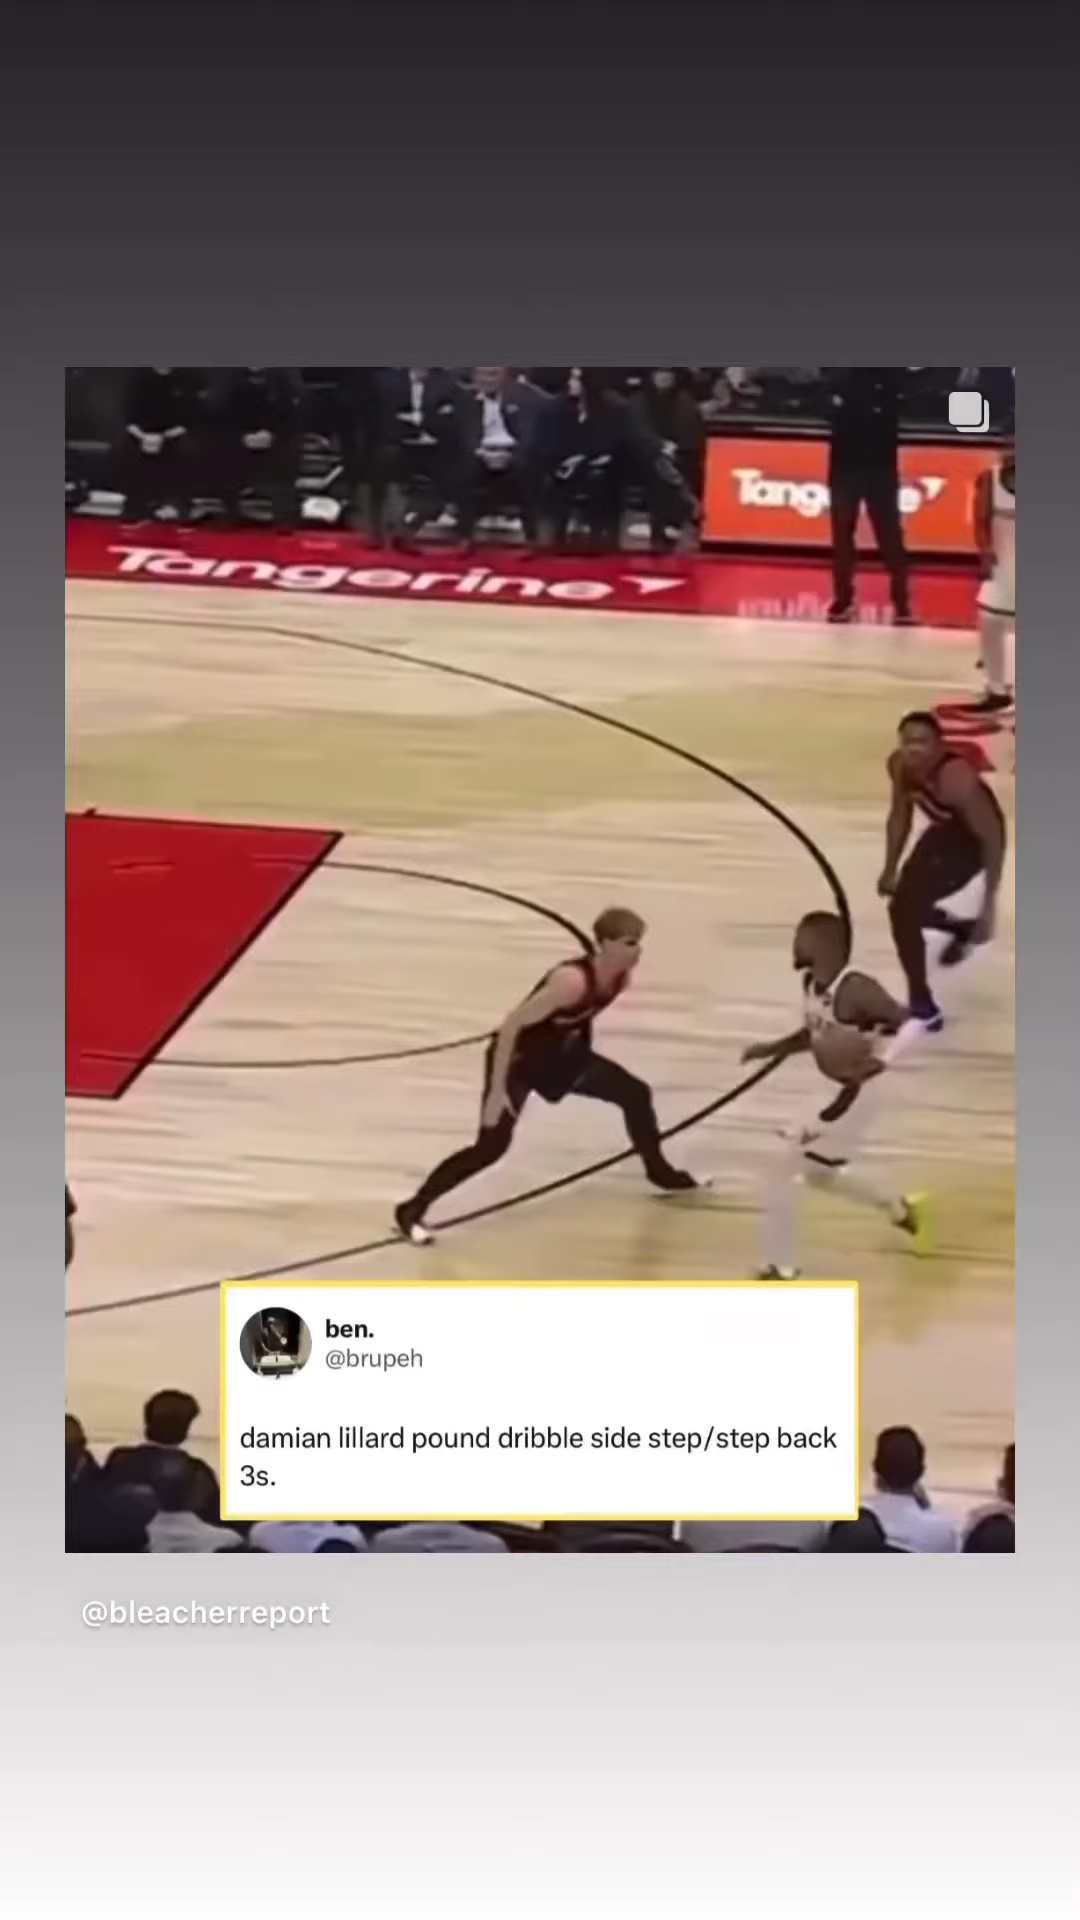 Tangerine
ben.
@brupeh
damian lillard pound dribble side step/step back
3s.
@bleacherreport